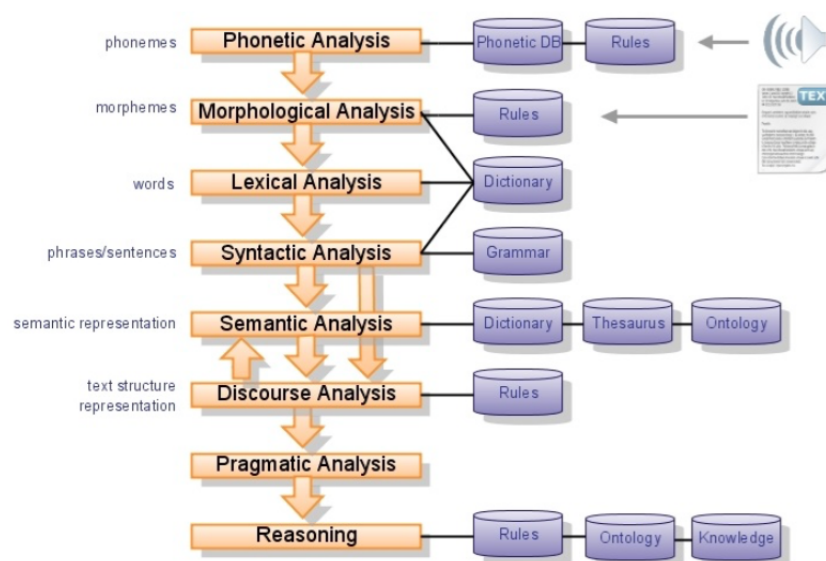 phonemes
Phonetic Analysis
Phonetic DB
Rules
morphemes
Morphological Analysis
Rules
TEX
words
Lexical Analysis
Dictionary
phrases/sentences
Syntactic Analysis
Grammar
semantic representation
Semantic Analysis
Dictionary
Thesaurus
Ontology
text structure
representation
Discourse Analysis
Rules
Pragmatic Analysis
Reasoning
Rules
Ontology
Knowledge